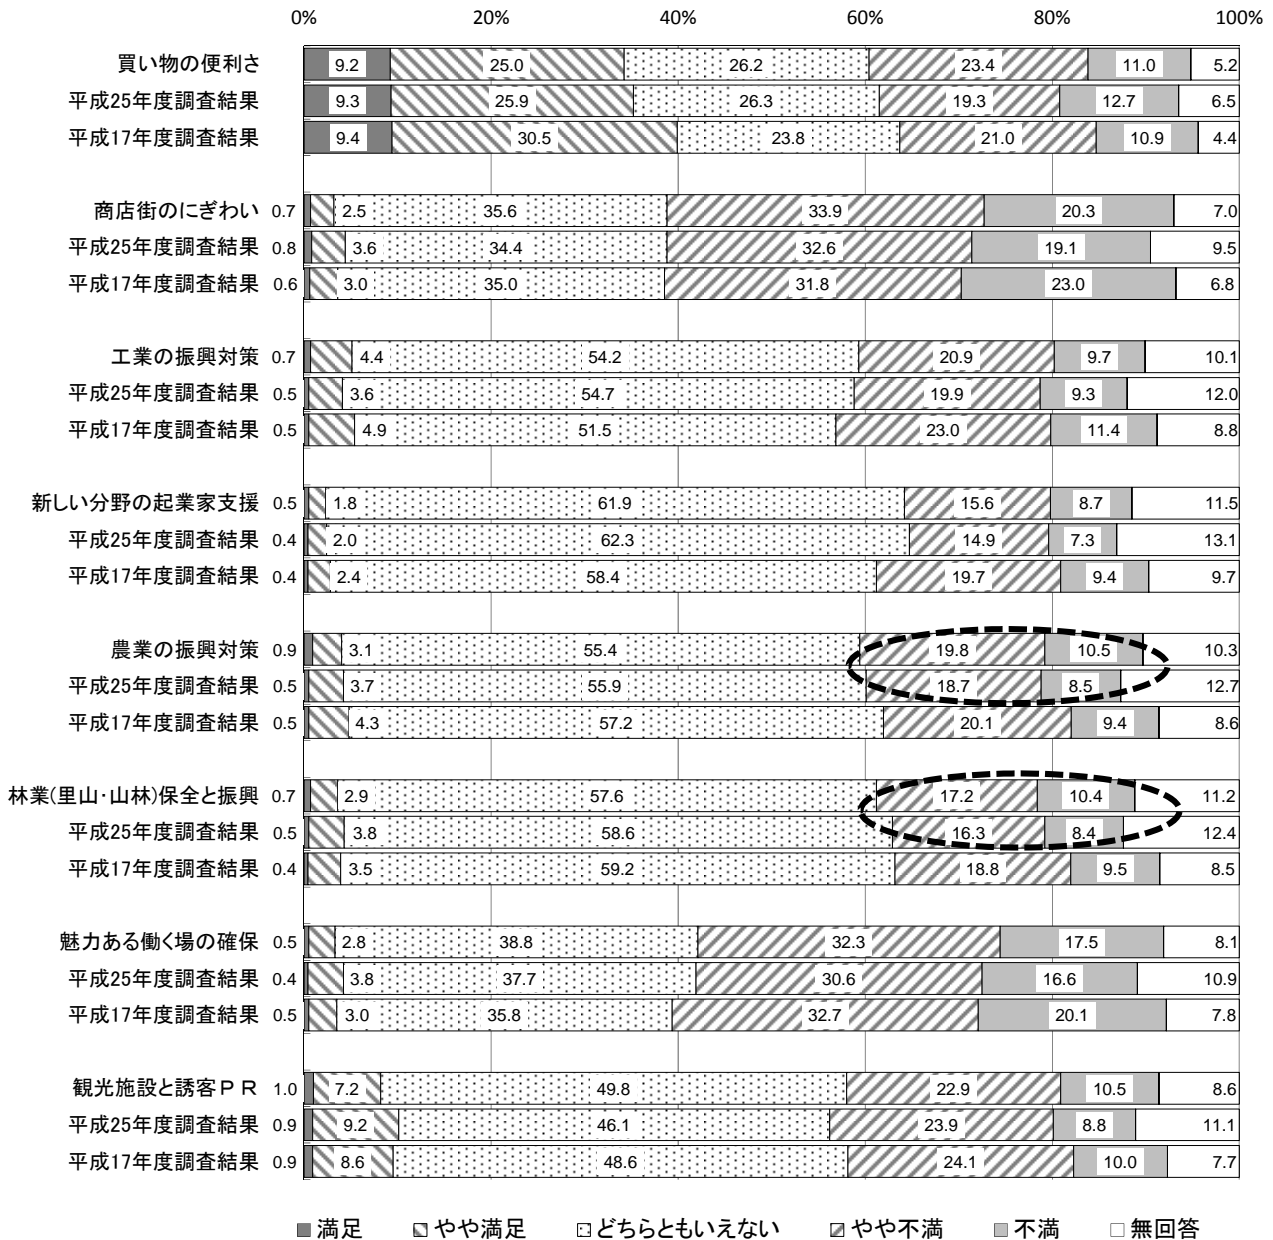 0% 20% 40% 60% 80% 100%
買い物の便利さ 9.2 25.0 26.2 23.4 11.0 5.2
平成25年度調査結果 9.3 25.9 26.3 19.3 12.7 6.5
平成17年度調査結果 9.4 30.5 23.8 21.0 10.9 4.4
商店街のにぎわい 0.7 2.5 35.6 33.9 20.3 7.0
平成25年度調査結果 0.8 3.6 34.4 32.6 19.1 9.5
平成17年度調査結果 0.6 3.0 35.0 31.8 23.0 6.8
工業の振興対策 0.7 4.4 54.2 20.9 9.7 10.1
平成25年度調査結果 0.5 3.6 54.7 19.9 9.3 12.0
平成17年度調査結果 0.5 4.9 51.5 23.0 11.4 8.8
新しい分野の起業家支援 0.5 1.8 61.9 15.6 8.7 11.5
平成25年度調査結果 0.4 2.0 62.3 14.9 7.3 13.1
平成17年度調査結果 0.4 2.4 58.4 19.7 9.4 9.7
農業の振興対策 0.9 3.1 55.4 19.8 10.5 10.3
平成25年度調査結果 0.5 3.7 55.9 18.7 8.5 12.7
平成17年度調査結果 0.5 4.3 57.2 20.1 9.4 8.6
林業(里山･山林)保全と振興 0.7 2.9 57.6 17.2 10.4 11.2
平成25年度調査結果 0.5 3.8 58.6 16.3 8.4 12.4
平成17年度調査結果 0.4 3.5 59.2 18.8 9.5 8.5
魅力ある働く場の確保 0.5 2.8 38.8 32.3 17.5 8.1
平成25年度調査結果 0.4 3.8 37.7 30.6 16.6 10.9
平成17年度調査結果 0.5 3.0 35.8 32.7 20.1 7.8
観光施設と誘客ＰＲ 1.0 7.2 49.8 22.9 10.5 8.6
平成25年度調査結果 0.9 9.2 46.1 23.9 8.8 11.1
平成17年度調査結果 0.9 8.6 48.6 24.1 10.0 7.7
満足 やや満足 どちらともいえない やや不満 不満 無回答